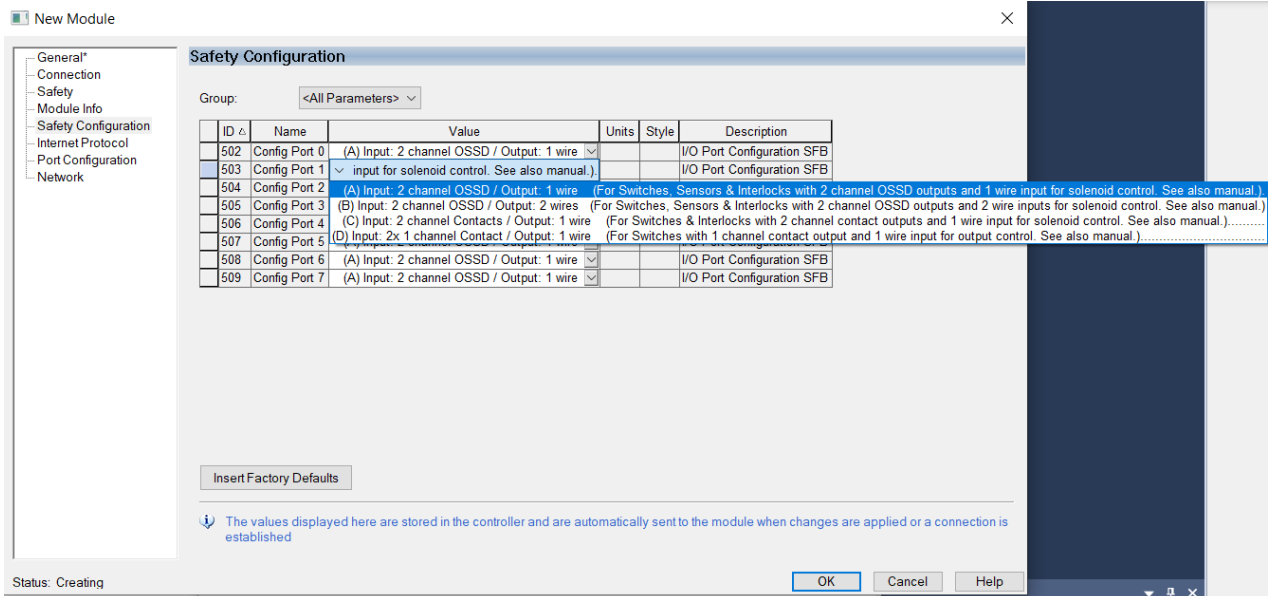 New Module
General*
Connection
Safety
Module Info
Safety Configuration
Internet Protocol
Port Configuration
Network
Safety Configuration
Group: <All Parameters>
ID Name Value Units Style Description
502 Config Port 0 (A) Input: 2 channel OSSD / Output: 1 wire I/O Port Configuration SFB
503 Config Port 1 input for solenoid control. See also manual.). I/O Port Configuration SFB
504 Config Port 2 (A) Input: 2 channel OSSD / Output: 1 wire (For Switches, Sensors & Interlocks with 2 channel OSSD outputs and 1 wire input for solenoid control. See also manual.).
505 Config Port 3 (B) Input: 2 channel OSSD / Output: 2 wires (For Switches, Sensors & Interlocks with 2 channel OSSD outputs and 2 wire inputs for solenoid control. See also manual.)
506 Config Port 4 (C) Input: 2 channel Contacts / Output: 1 wire (For Switches & Interlocks with 2 channel contact outputs and 1 wire input for solenoid control. See also manual.)..........
507 Config Port 5 (D) Input: 2x 1 channel Contact / Output: 1 wire (For Switches with 1 channel contact output and 1 wire input for output control. See also manual.)..............................
508 Config Port 6 (A) Input: 2 channel OSSD / Output: 1 wire I/O Port Configuration SFB
509 Config Port 7 (A) Input: 2 channel OSSD / Output: 1 wire I/O Port Configuration SFB
Insert Factory Defaults
The values displayed here are stored in the controller and are automatically sent to the module when changes are applied or a connection is
established
Status: Creating
OK Cancel Help